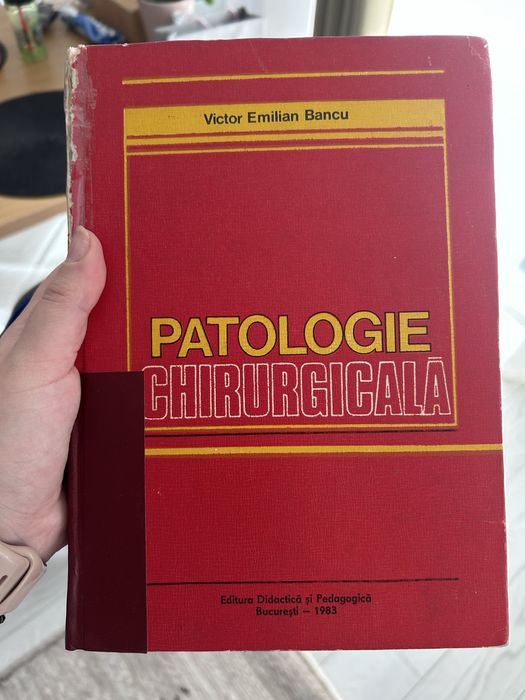 Victor Emilian Bancu
PATOLOGIE
CHIRURGICALĂ
Editura Didactică și Pedagogică
București – 1983